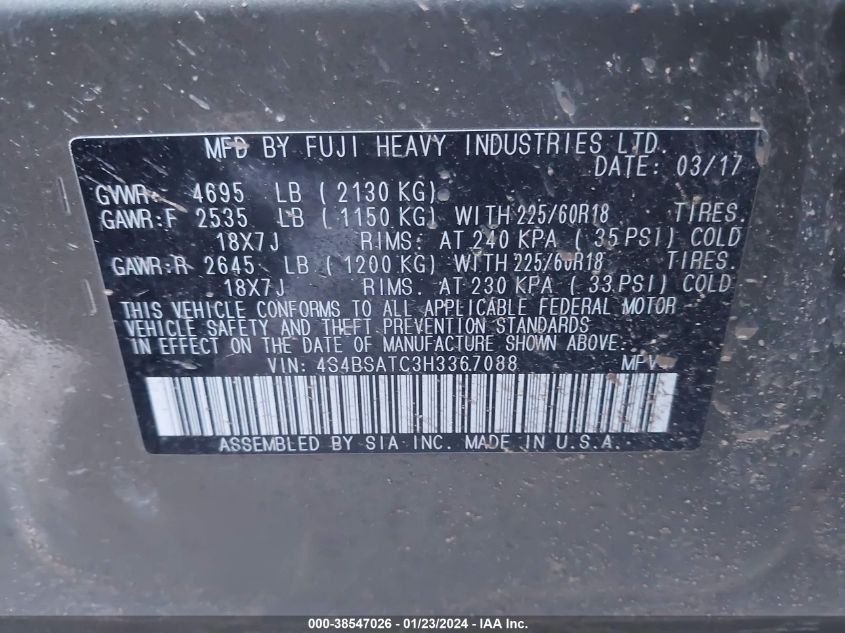 MFD BY FUJI HEAVY INDUSTRIES LTD.
DATE: 03/17
GVWR: 4695 LB ( 2130 KG)
GAWR:F 2535 LB ( 1150 KG) WITH 225/60R18 TIRES.
18X7J RIMS: AT 240 KPA ( 35 PSI) COLD
GAWR:R 2645 LB ( 1200 KG) WITH 225/60R18 TIRES.
18X7J RIMS. AT 230 KPA ( 33 PSI) COLD
THIS VEHICLE CONFORMS TO ALL APPLICABLE FEDERAL MOTOR
VEHICLE SAFETY AND THEFT PREVENTION STANDARDS
IN EFFECT ON THE DATE OF MANUFACTURE SHOWN ABOVE:
VIN: 4S4BSATC3H3367088 MPV
ASSEMBLED BY SIA INC. MADE IN U.S.A.
000-38547026 - 01/23/2024 - IAA Inc.